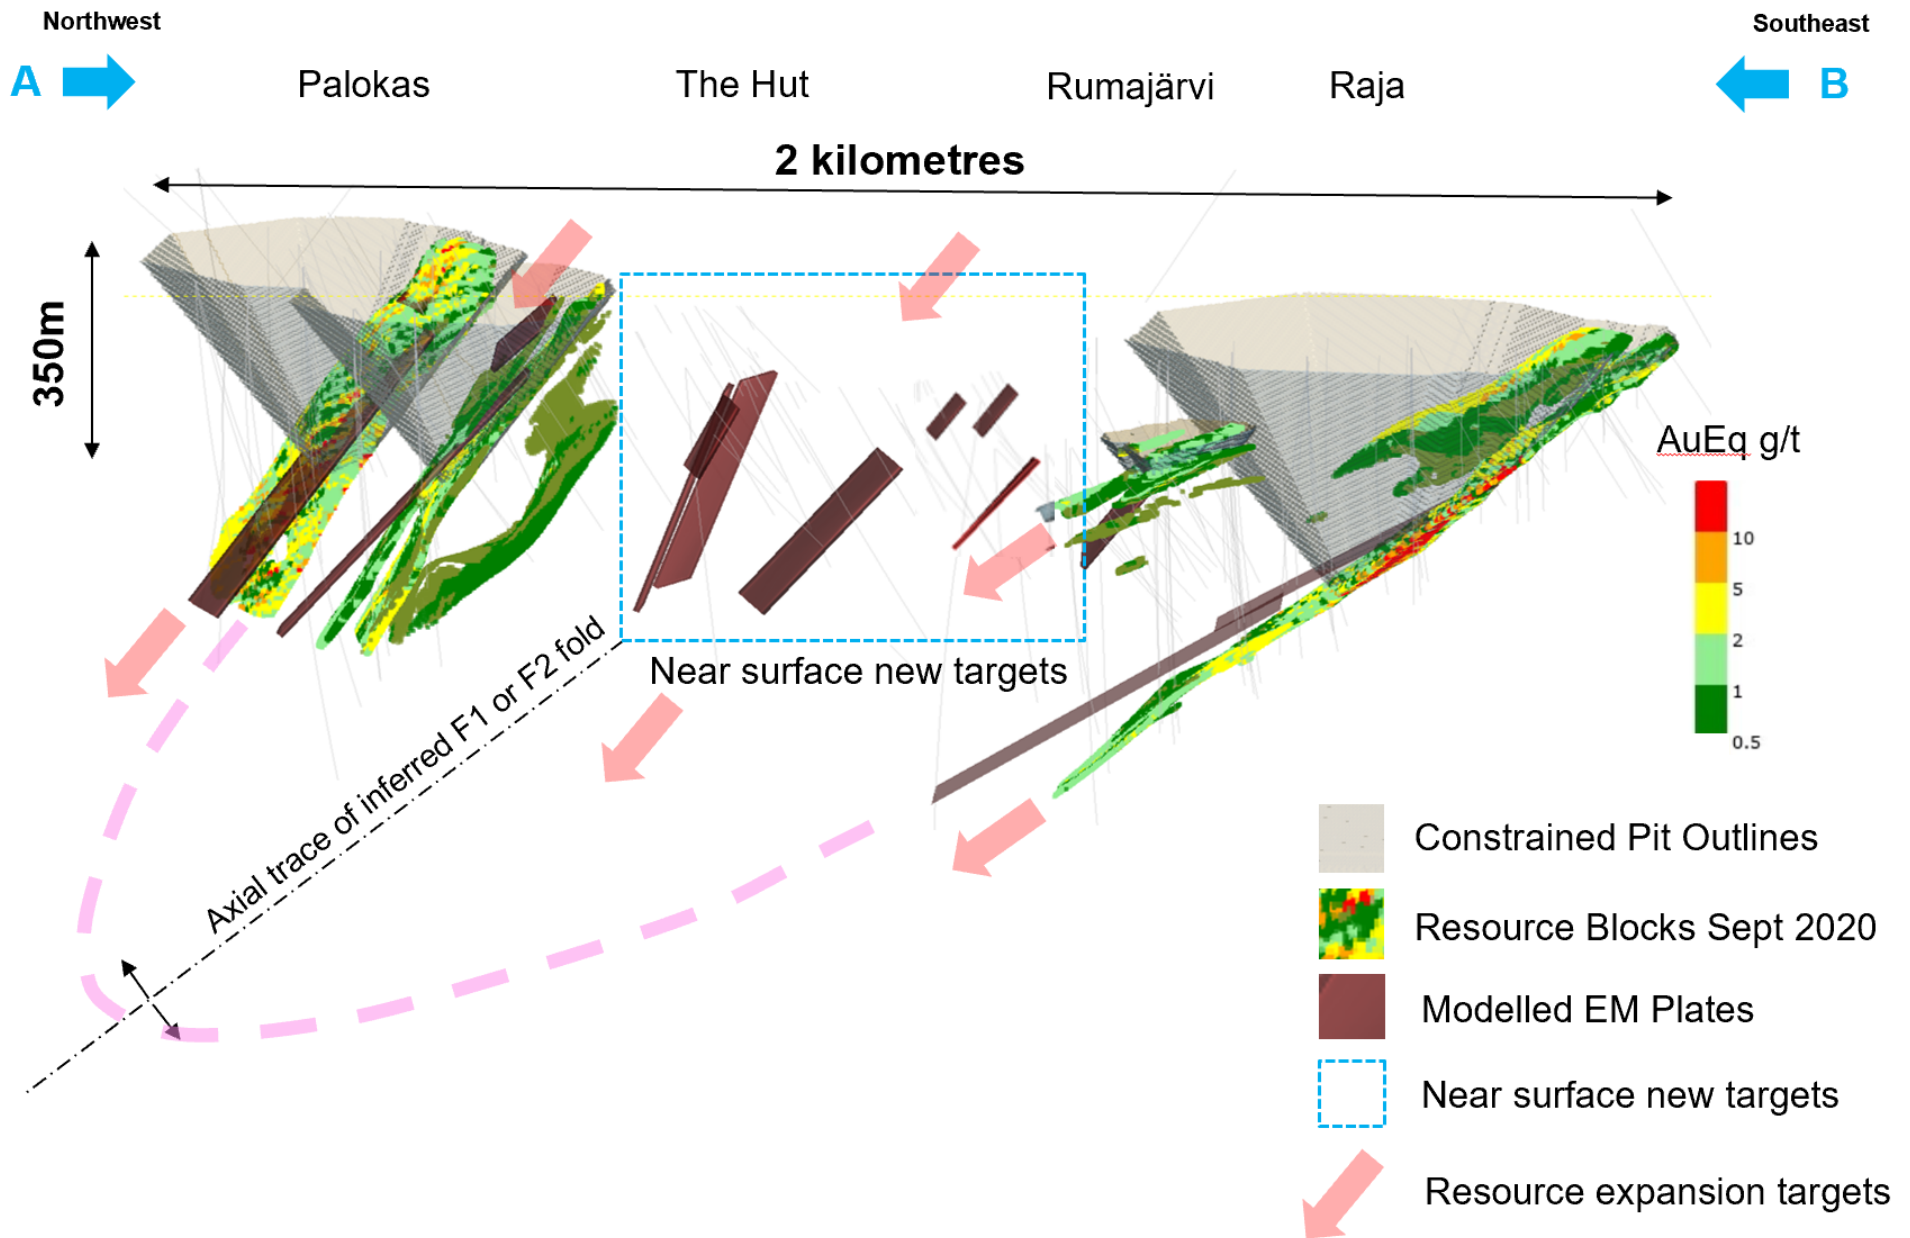 Northwest
Southeast
A
B
Palokas
The Hut
Rumajärvi
Raja
2 kilometres
350m
AuEq g/t
10
5
2
1
0.5
Near surface new targets
Axial trace of inferred F1 or F2 fold
Constrained Pit Outlines
Resource Blocks Sept 2020
Modelled EM Plates
Near surface new targets
Resource expansion targets